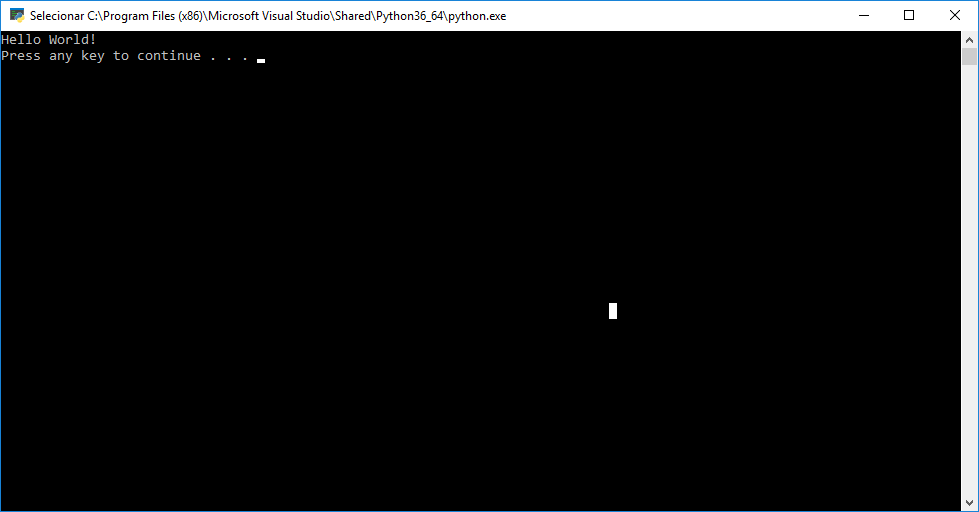 Selecionar C:\Program Files (x86)\Microsoft Visual Studio\Shared\Python36_64\python.exe
Hello World!
Press any key to continue . . .